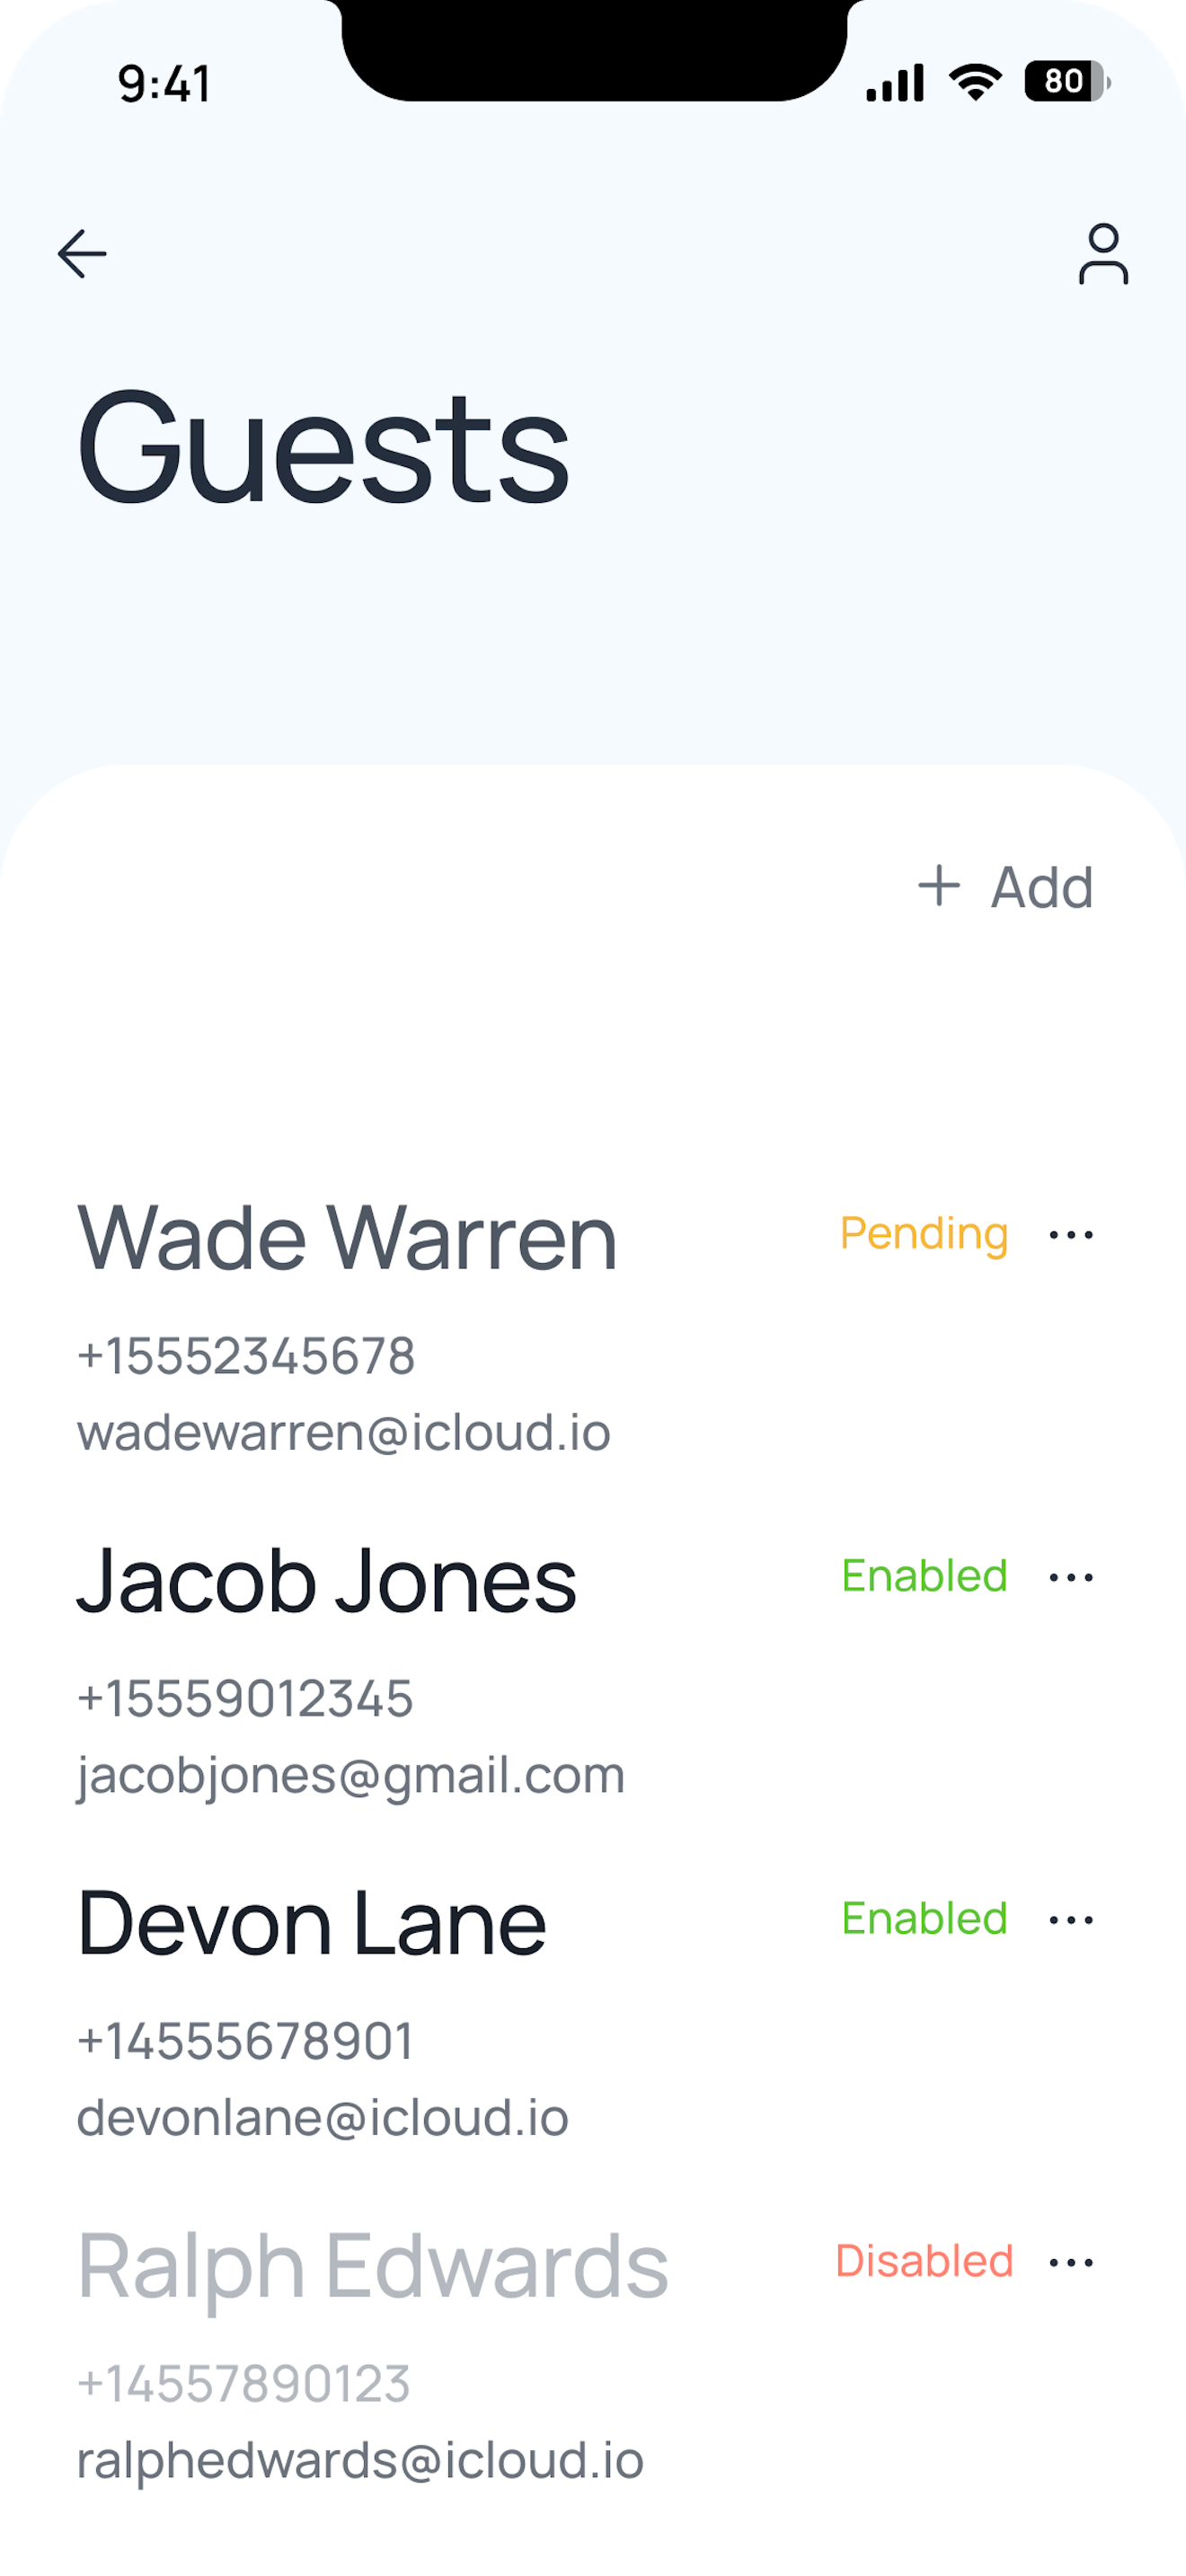 9:41
80
Guests
+ Add
Wade Warren
Pending
+15552345678
wadewarren@icloud.io
Jacob Jones
Enabled
+15559012345
jacobjones@gmail.com
Devon Lane
Enabled
+14555678901
devonlane@icloud.io
Ralph Edwards
Disabled
+14557890123
ralphedwards@icloud.io